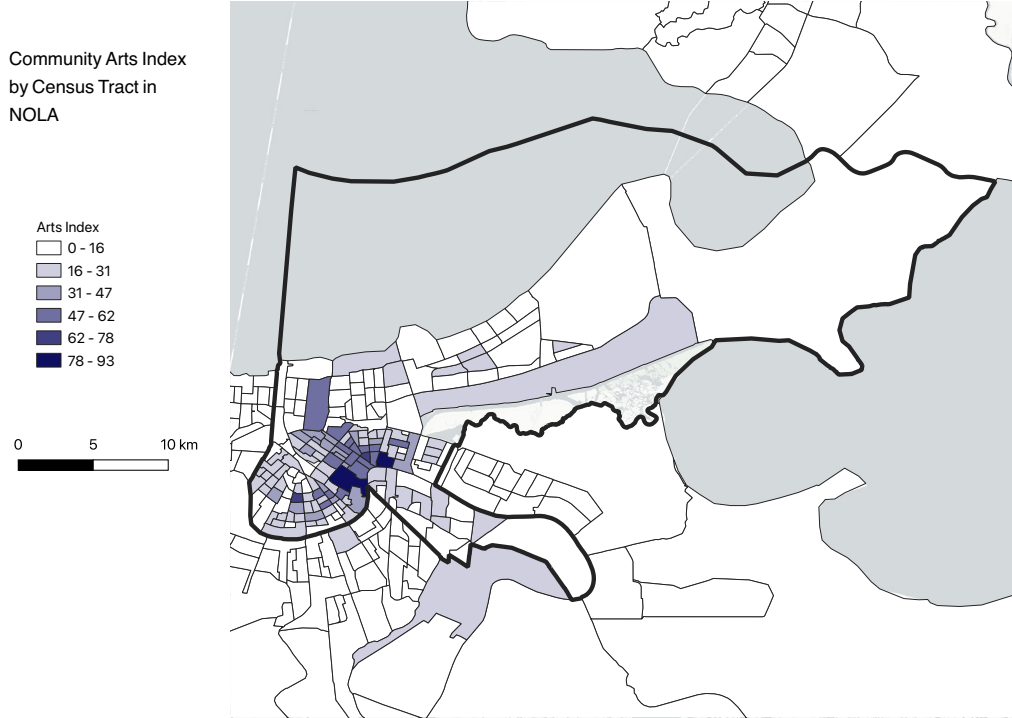 Community Arts Index
by Census Tract in
NOLA
Arts Index
0 - 16
16 - 31
31 - 47
47 - 62
62 - 78
78 - 93
0 5 10 km